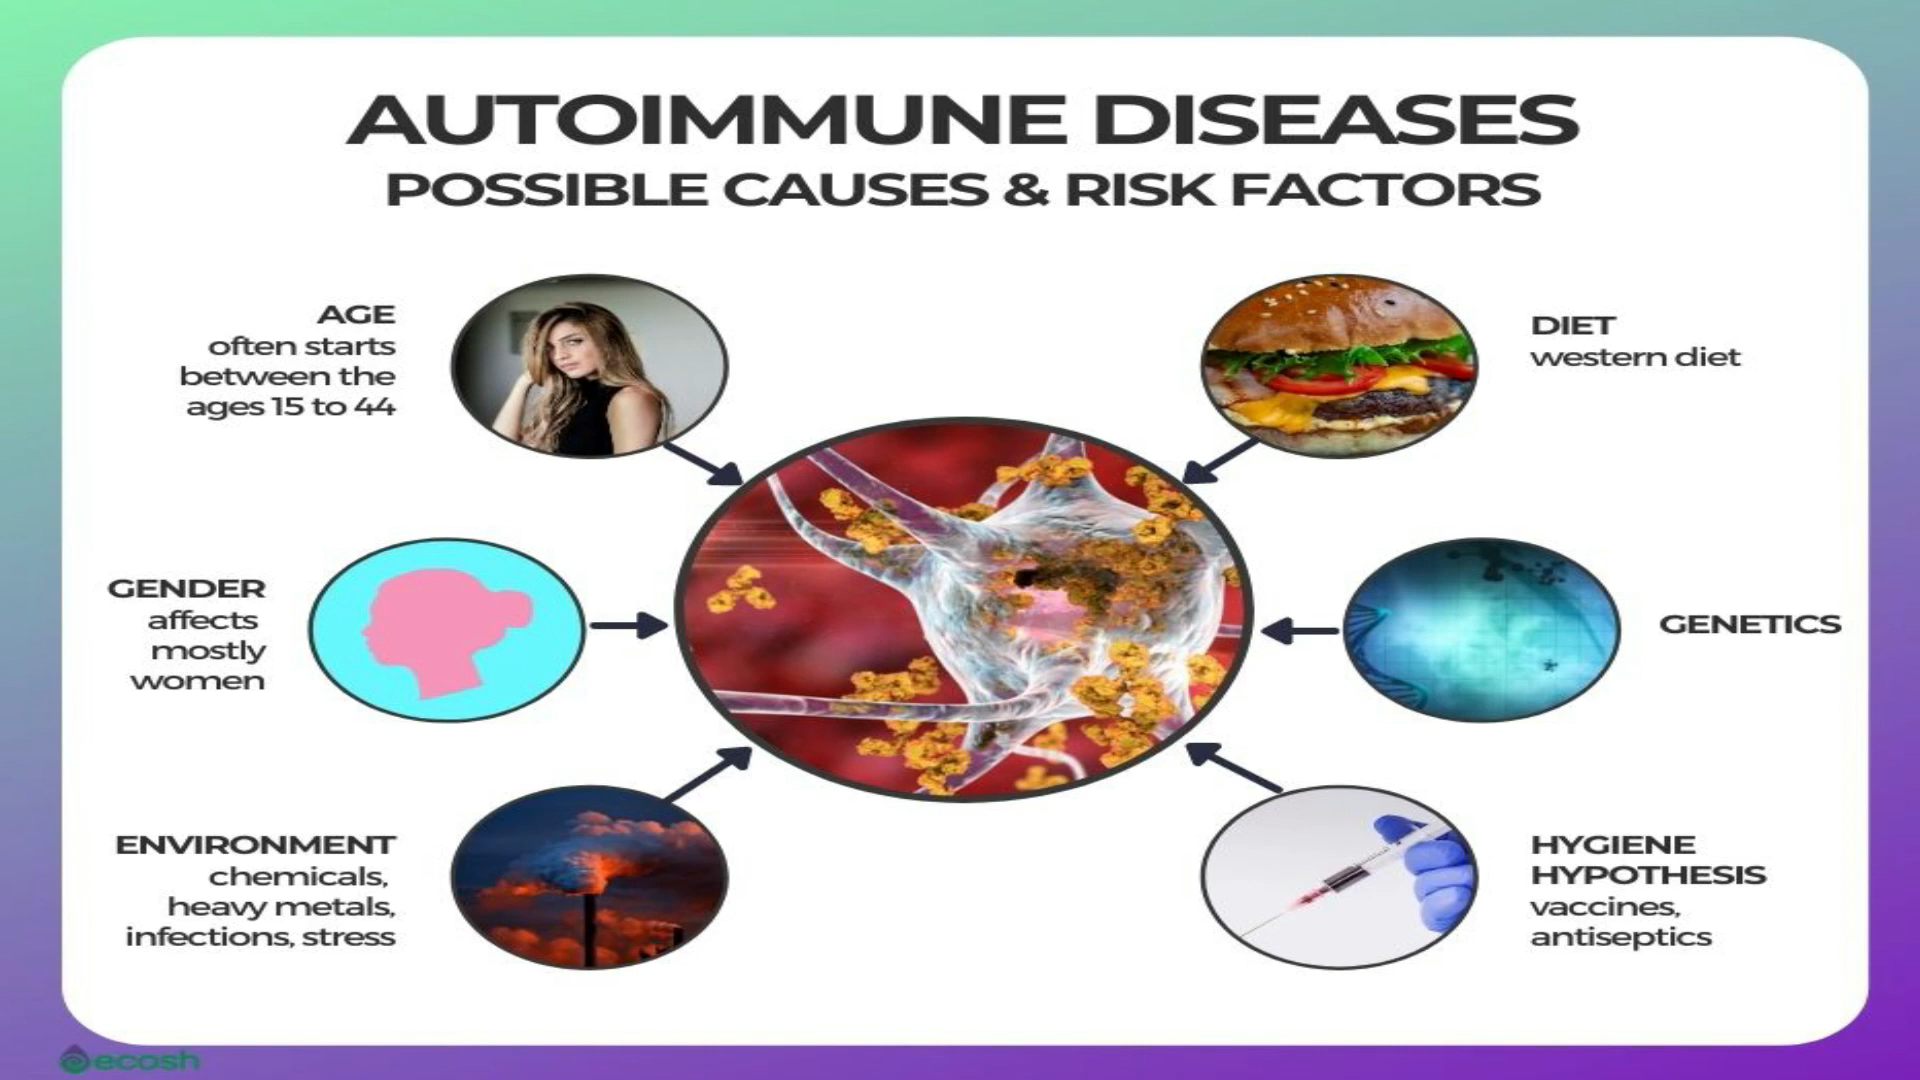 AUTOIMMUNE DISEASES
POSSIBLE CAUSES & RISK FACTORS
AGE
often starts
between the
ages 15 to 44
DIET
western diet
GENDER
affects
mostly
women
GENETICS
ENVIRONMENT
chemicals,
heavy metals,
infections, stress
HYGIENE
HYPOTHESIS
vaccines,
antiseptics
ecosh